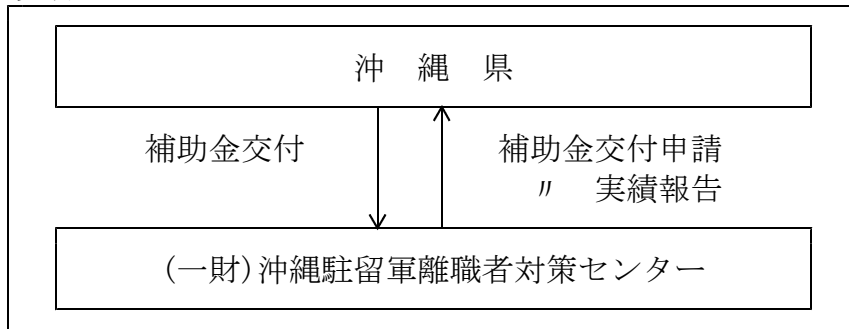 沖　縄　県
補助金交付
補助金交付申請
〃　実績報告
(一財)沖縄駐留軍離職者対策センター